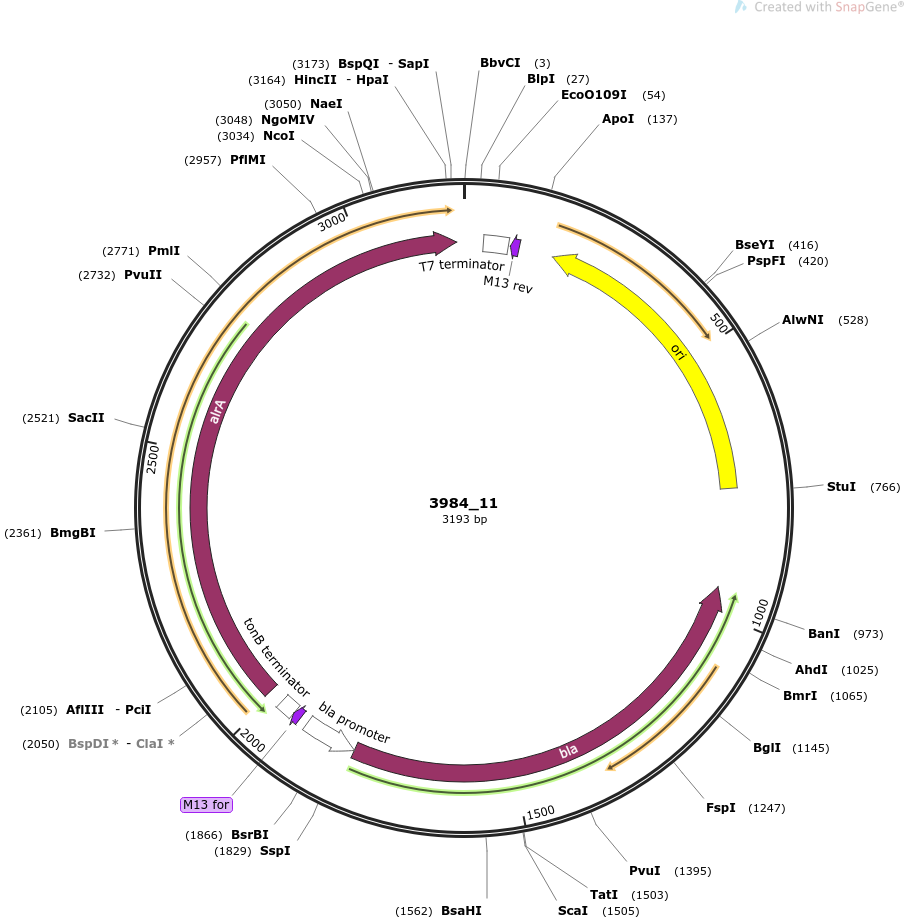 Created with SnapGene®
(3173) BspQI - SapI
(3164) HincII - HpaI
(3050) NaeI
(3048) NgoMIV
(3034) NcoI
(2957) PflMI
(2771) PmlI
(2732) PvuII
(2521) SacII
(2361) BmgBI
(2105) AflIII - PciI
(2050) BspDI* - ClaI *
M13 for
(1866) BsrBI
(1829) SspI
(1562) BsaHI
BbvCI (3)
BlpI (27)
EcoO109I (54)
ApoI (137)
BseYI (416)
PspFI (420)
AlwNI (528)
StuI (766)
BanI (973)
AhdI (1025)
BmrI (1065)
BglI (1145)
FspI (1247)
PvuI (1395)
TatI (1503)
ScaI (1505)
500
1000
1500
2000
2500
3000
T7 terminator
M13 rev
ori
bla
bla promoter
tonB terminator
alrA
3984_11
3193 bp